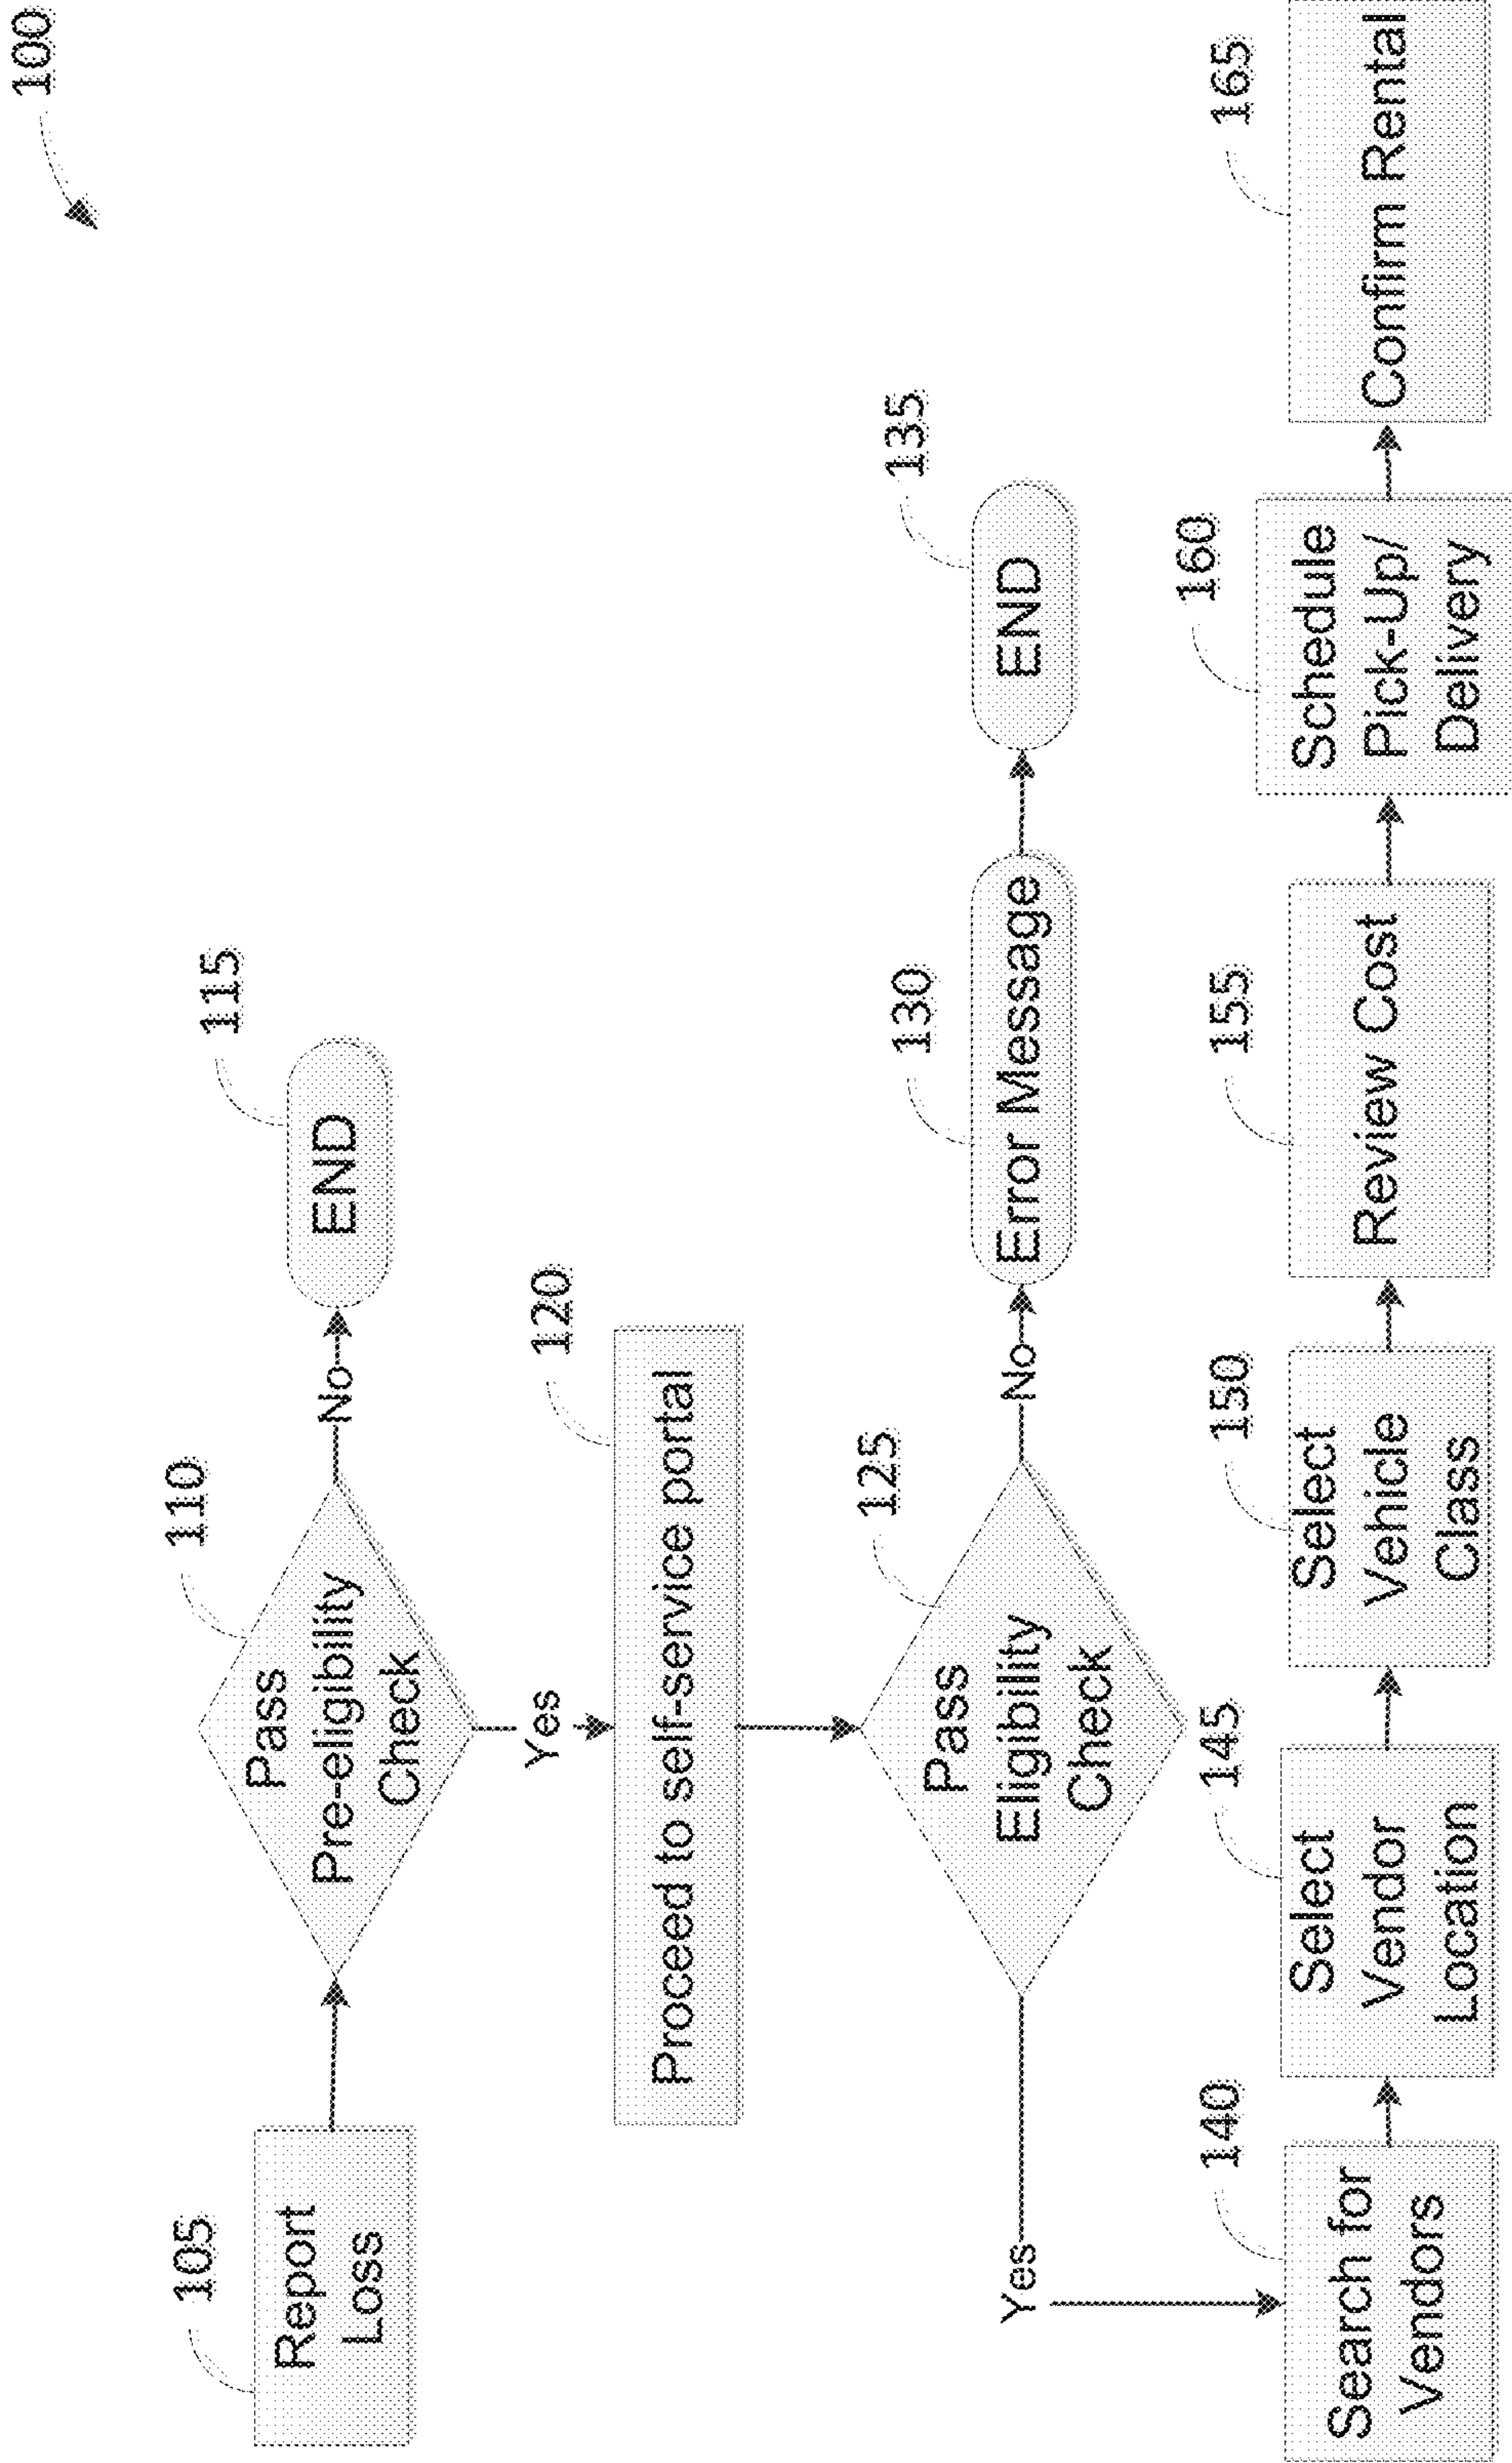 100
105
Report
Loss
110
Pass
Pre-eligibility
Check
No
115
END
Yes
120
Proceed to self-service portal
125
Pass
Eligibility
Check
No
130
Error Message
135
END
Yes
140
Search for
Vendors
145
Select
Vendor
Location
150
Select
Vehicle
Class
155
Review Cost
160
Schedule
Pick-Up/
Delivery
165
Confirm Rental